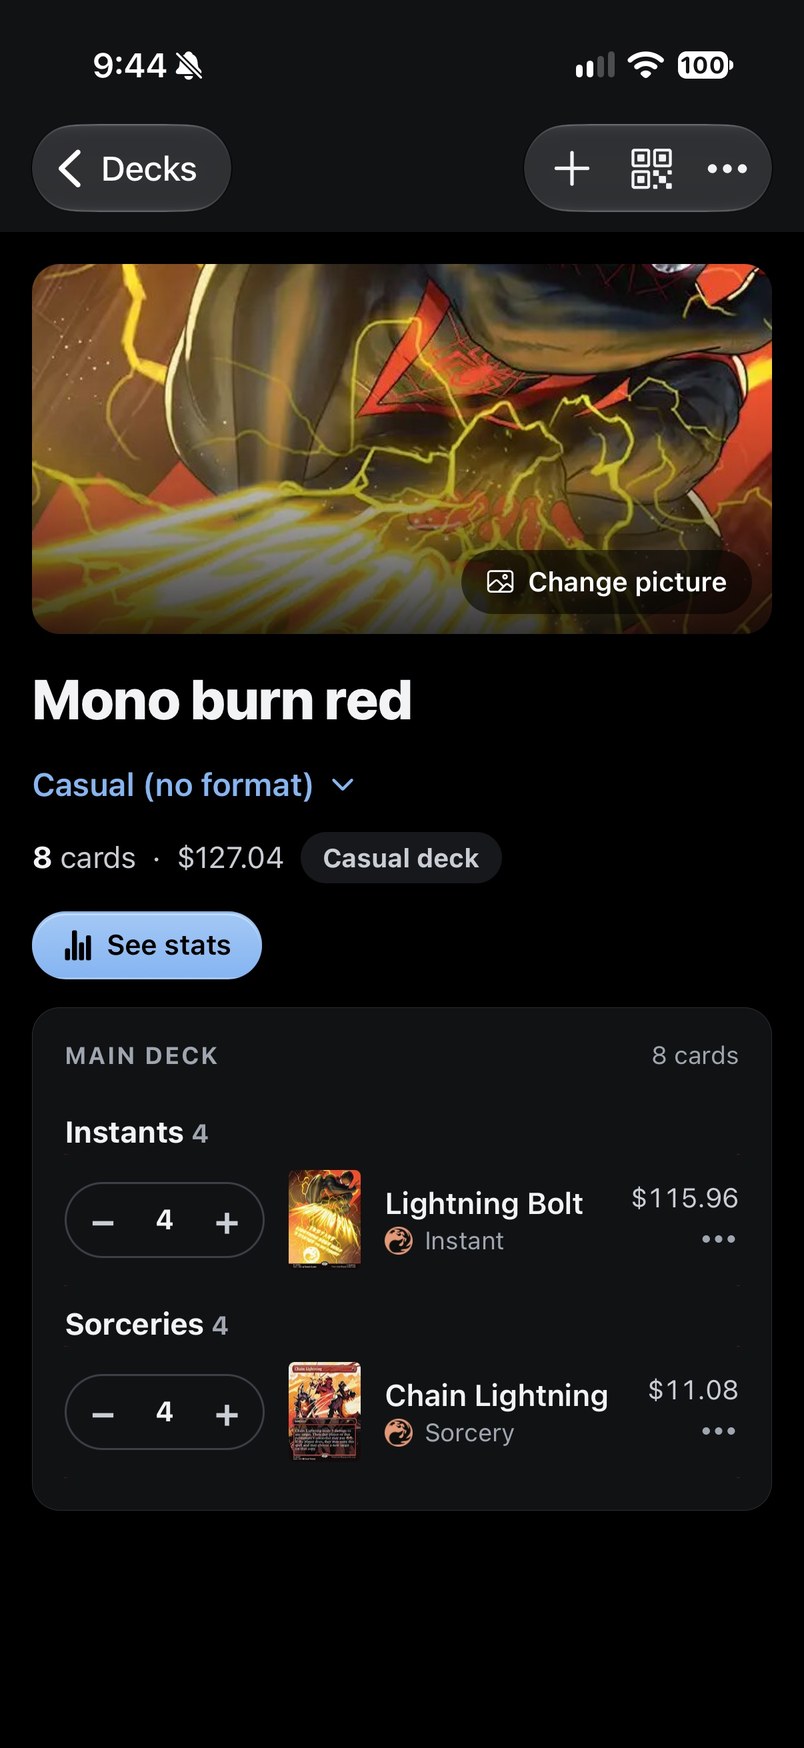 9:44
100
Decks
Change picture
Mono burn red
Casual (no format)
8 cards · $127.04 Casual deck
See stats
MAIN DECK 8 cards
Instants 4
4 Lightning Bolt $115.96
Instant
Sorceries 4
4 Chain Lightning $11.08
Sorcery